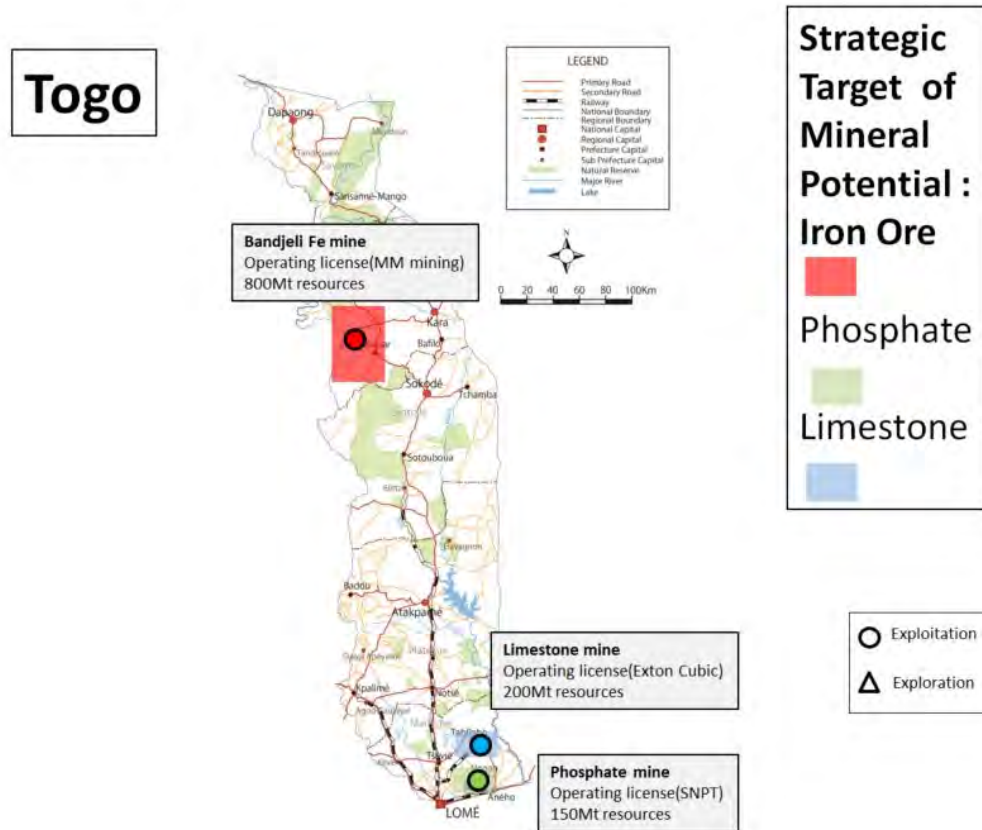 Togo
LEGEND
Primary Road
Secondary Road
Railway
National Boundary
Regional Boundary
National Capital
Regional Capital
Prefecture Capital
Sub Prefecture Capital
Natural Reserve
Major River
Lake
N
0 20 40 60 80 100Km
Strategic
Target of
Mineral
Potential :
Iron Ore
Phosphate
Limestone
Dapaong
Sansanné-Mango
Bandjeli Fe mine
Operating license(MM mining)
800Mt resources
Kara
Bafilo
Sokodé
Tchamba
Sotouboua
Badou
Atakpamé
Limestone mine
Operating license(Exton Cubic)
200Mt resources
Kpalimé
Notié
Exploitation
Exploration
Phosphate mine
Operating license(SNPT)
150Mt resources
Aného
LOMÉ